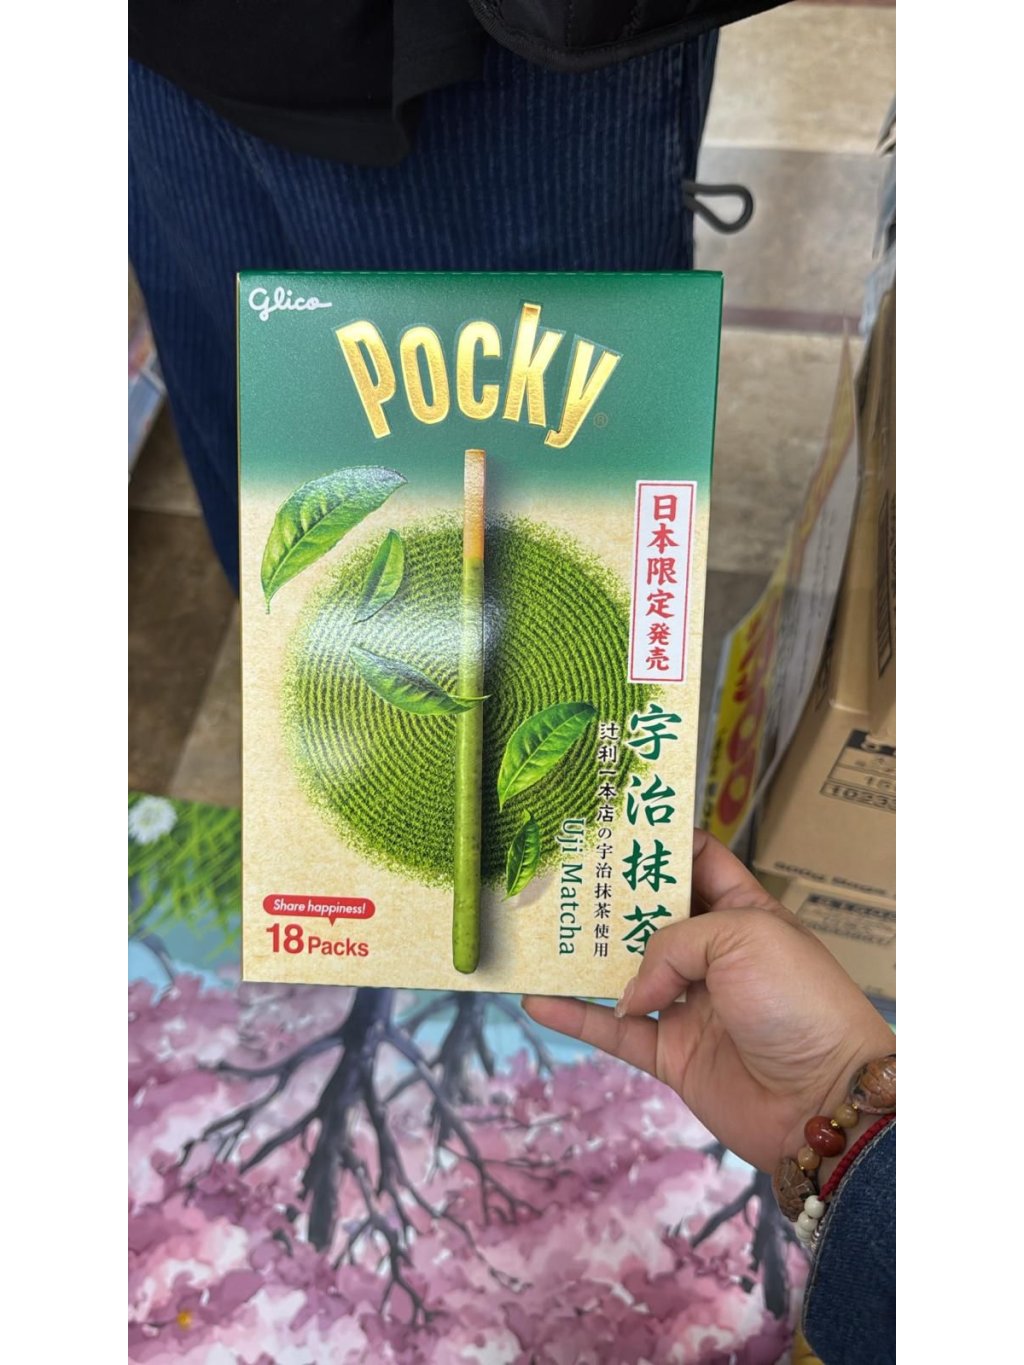 Glico
Pocky
日本限定発売
宇治抹茶
辻利一本店の宇治抹茶使用
Uji Matcha
Share happiness!
18 Packs